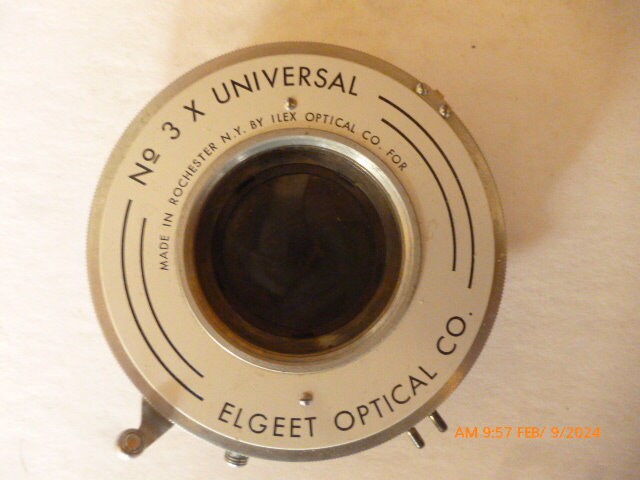 No 3 X UNIVERSAL
MADE IN ROCHESTER N.Y. BY ILEX OPTICAL CO. FOR
ELGEET OPTICAL CO.
AM 9:57 FEB/ 9/2024